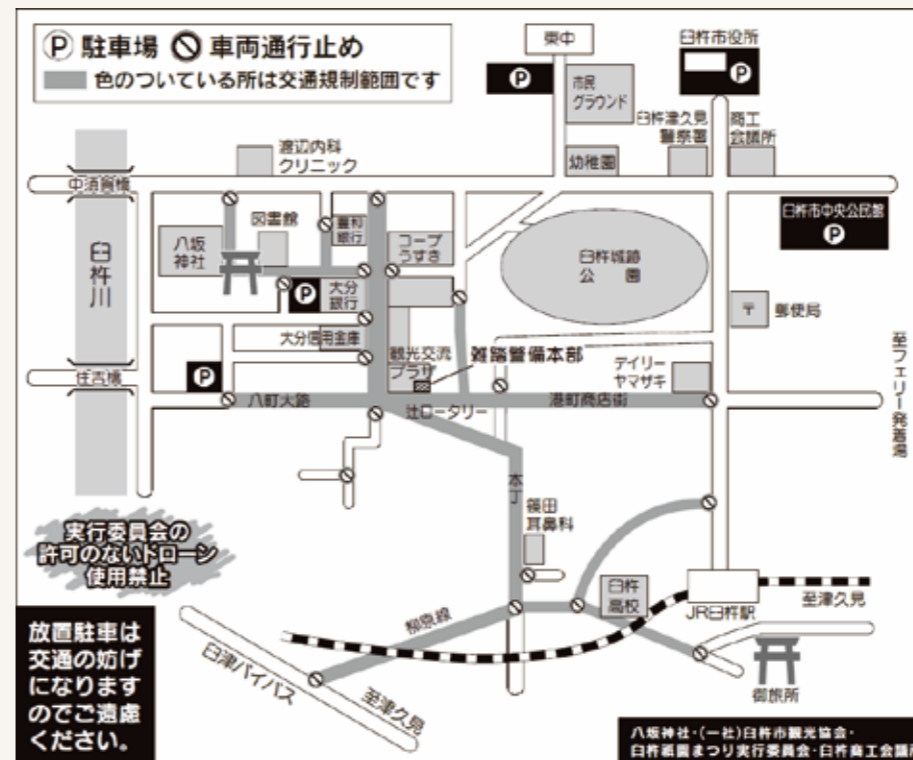 Ⓟ 駐車場 🚫 車両通行止め
色のついている所は交通規制範囲です
東中
臼杵市役所
P
P
市民
グラウンド
臼杵津久見
警察署
商工
会議所
渡辺内科
クリニック
幼稚園
中須賀橋
臼杵市中央公民館
P
図書館
豊和
銀行
コープ
うすき
八坂
神社
臼杵川
臼杵城跡
公園
P
大分
銀行
〒
郵便局
大分信用金庫
観光交流
プラザ
雑踏警備本部
デイリー
ヤマザキ
至フェリー発着場
住吉橋
P
八町大路
辻ロータリー
港町商店街
本丁
篠田
耳鼻科
実行委員会の
許可のないドローン
使用禁止
臼杵
高校
JR臼杵駅
至津久見
放置駐車は
交通の妨げ
になります
のでご遠慮
ください。
柳原線
臼津バイパス
至津久見
御旅所
八坂神社・(一社)臼杵市観光協会・
臼杵祇園まつり実行委員会・臼杵商工会議所